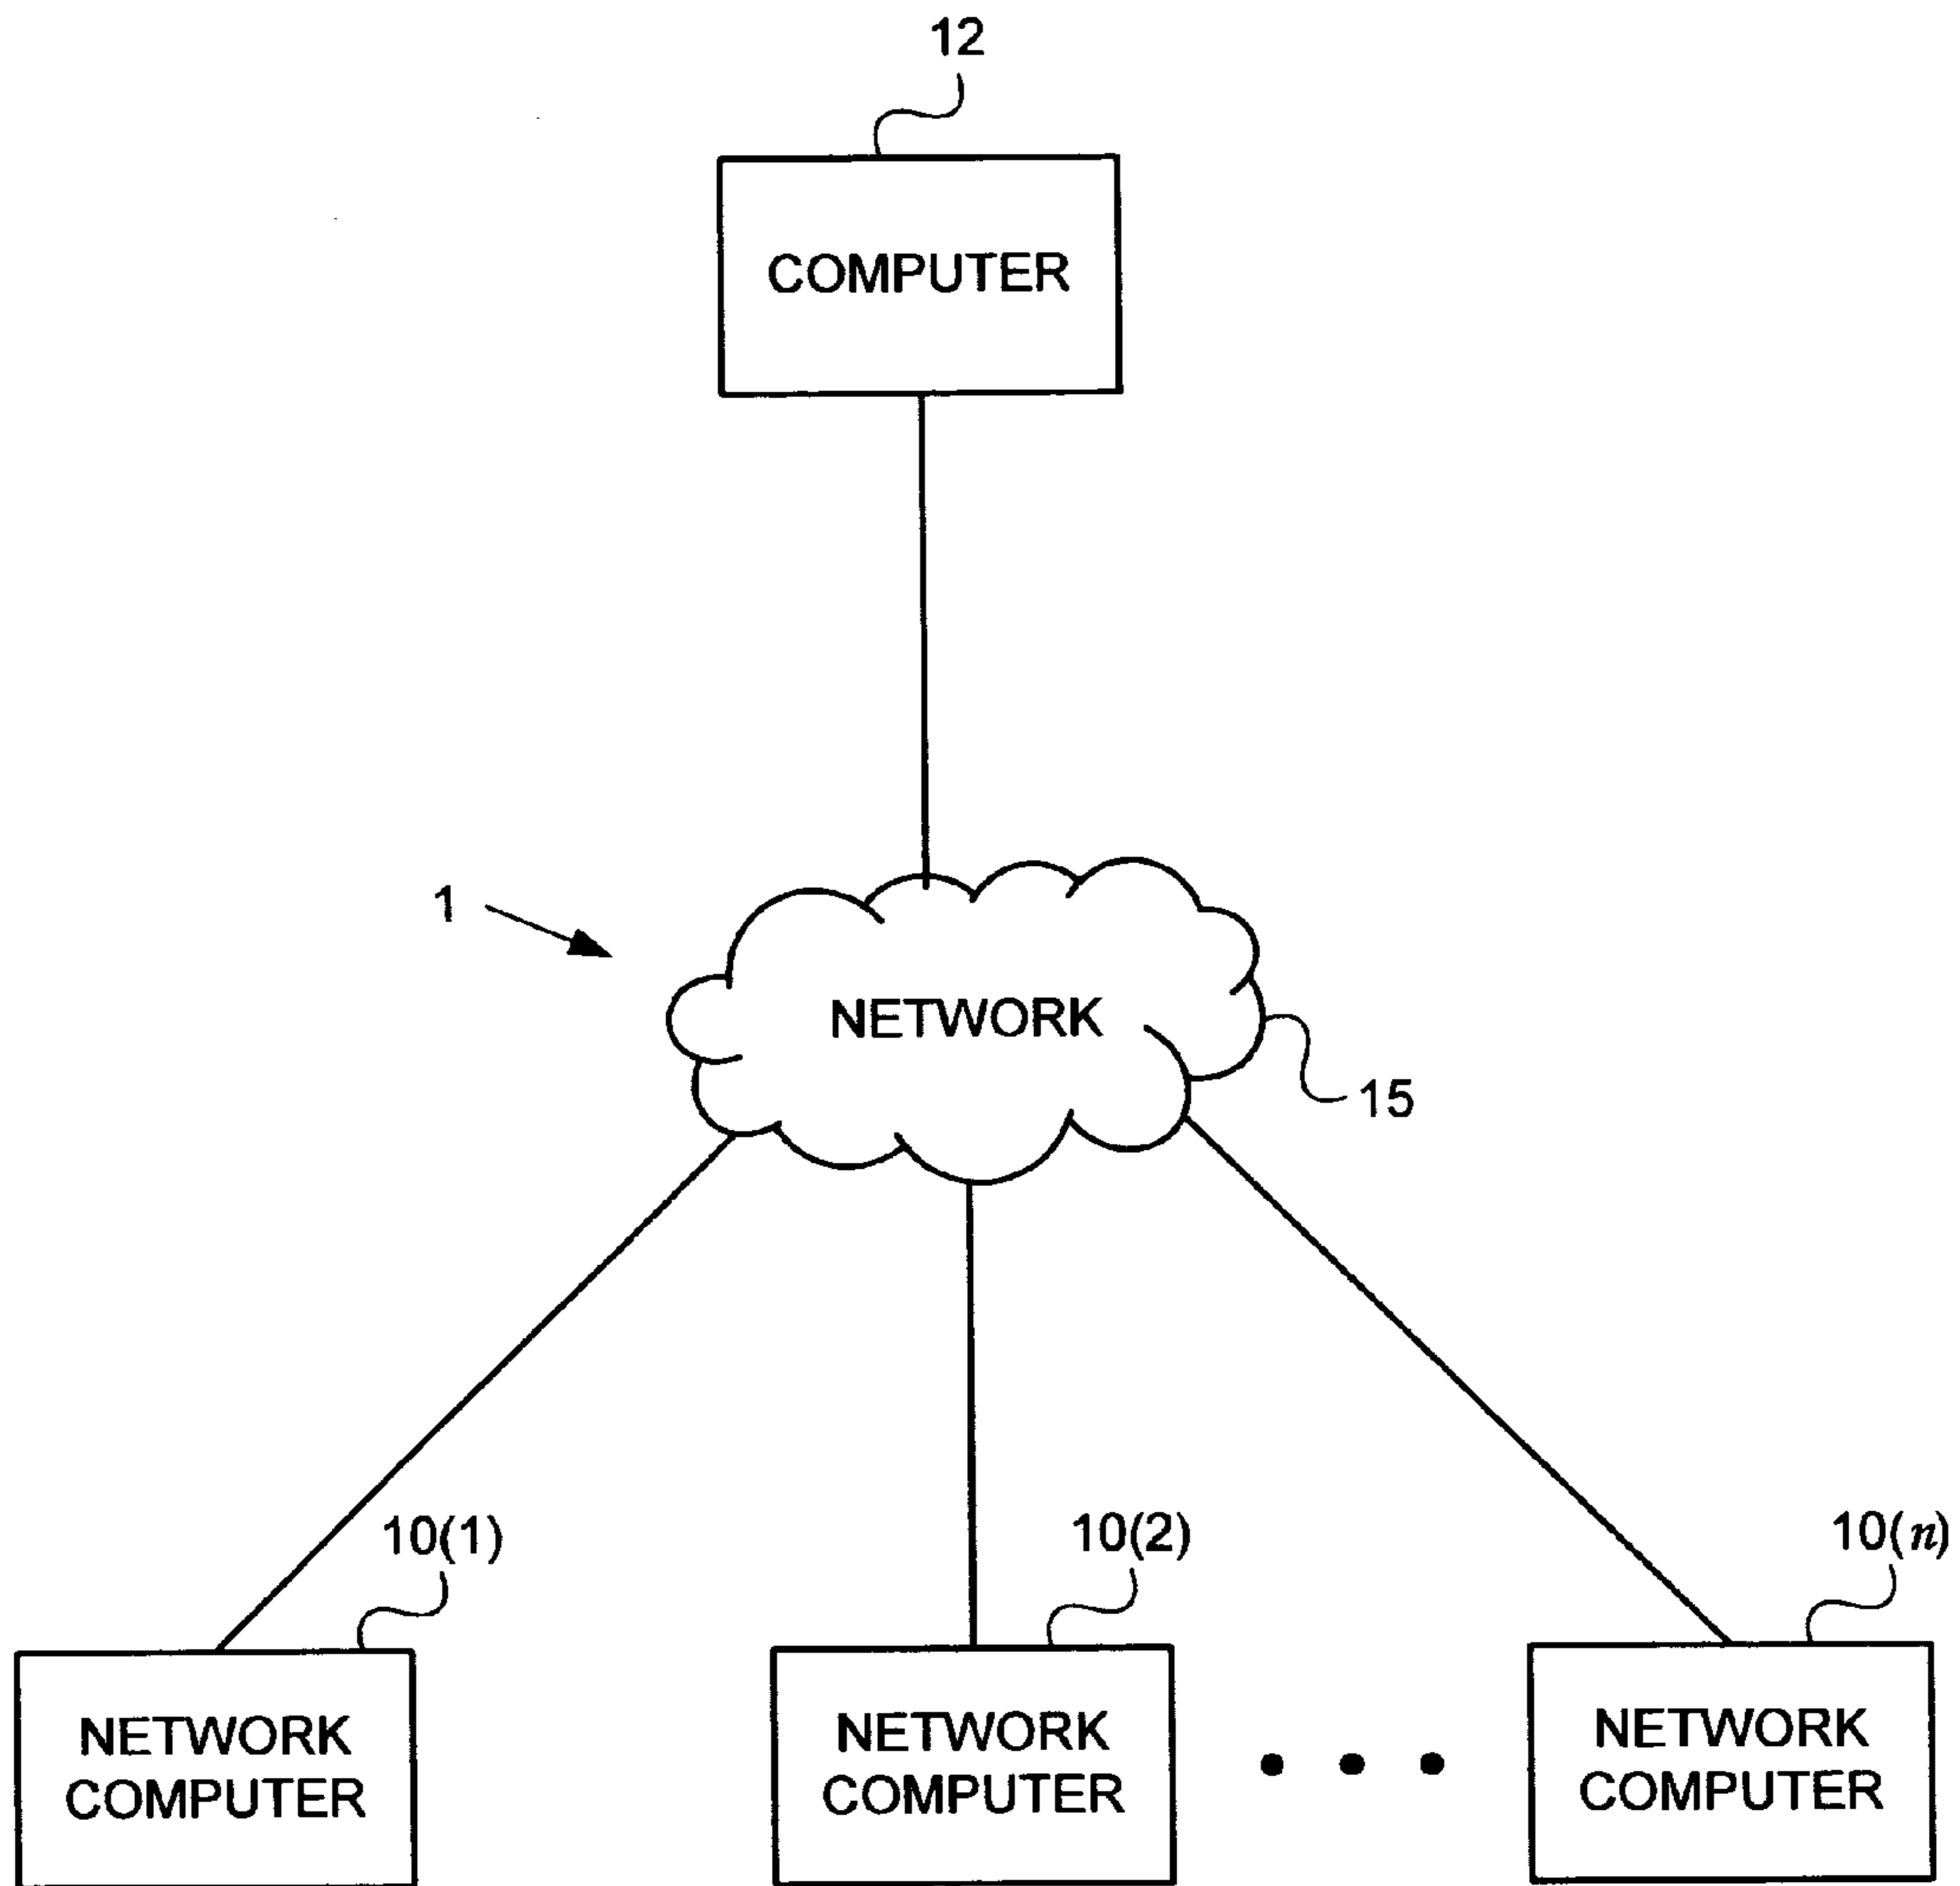 12
COMPUTER
1
NETWORK
15
10(1)
10(2)
10(n)
NETWORK
COMPUTER
NETWORK
COMPUTER
• • •
NETWORK
COMPUTER